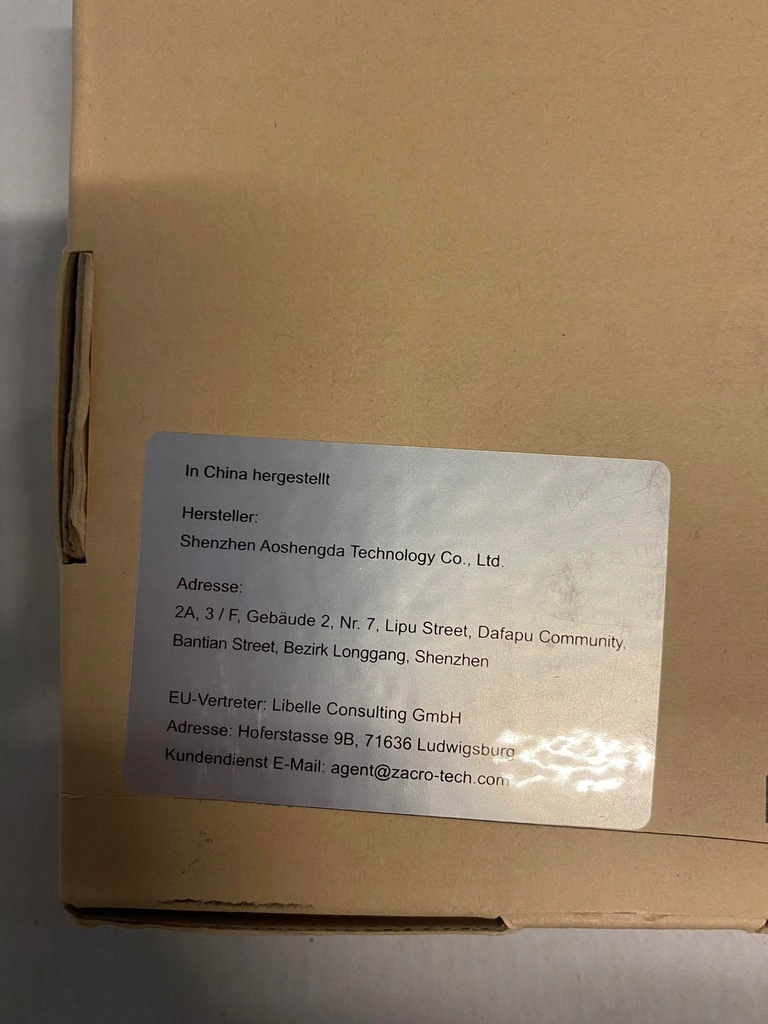 In China hergestellt
Hersteller:
Shenzhen Aoshengda Technology Co., Ltd.
Adresse:
2A, 3 / F, Gebäude 2, Nr. 7, Lipu Street, Dafapu Community,
Bantian Street, Bezirk Longgang, Shenzhen
EU-Vertreter: Libelle Consulting GmbH
Adresse: Hoferstasse 9B, 71636 Ludwigsburg
Kundendienst E-Mail: agent@zacro-tech.com